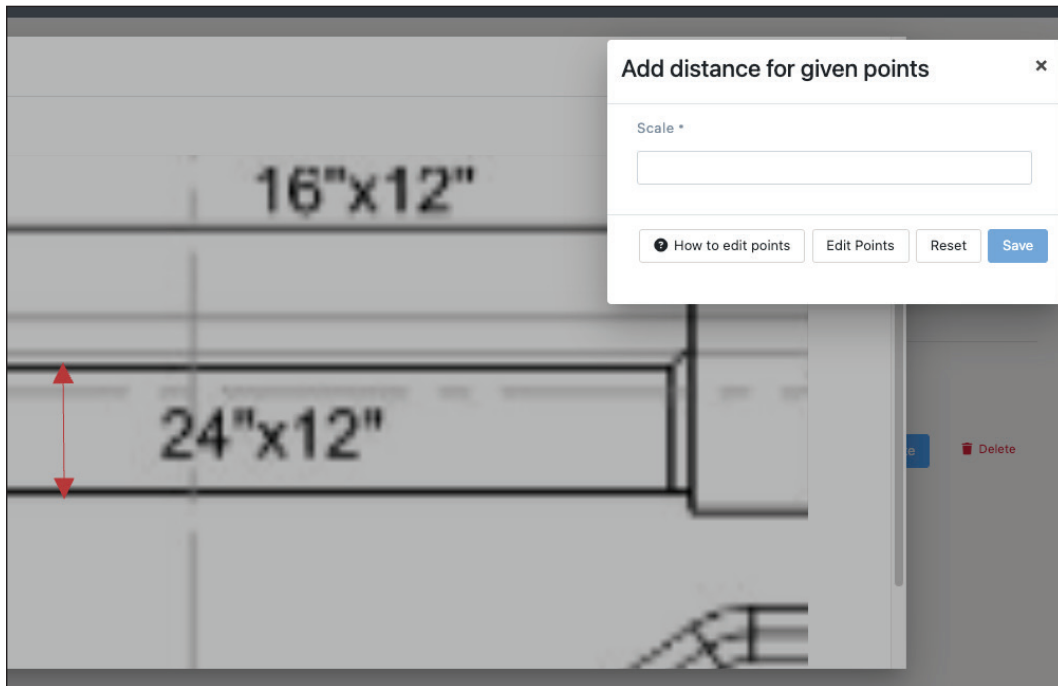 Add distance for given points
×
Scale *
16"x12"
How to edit points
Edit Points
Reset
Save
24"x12"
Delete